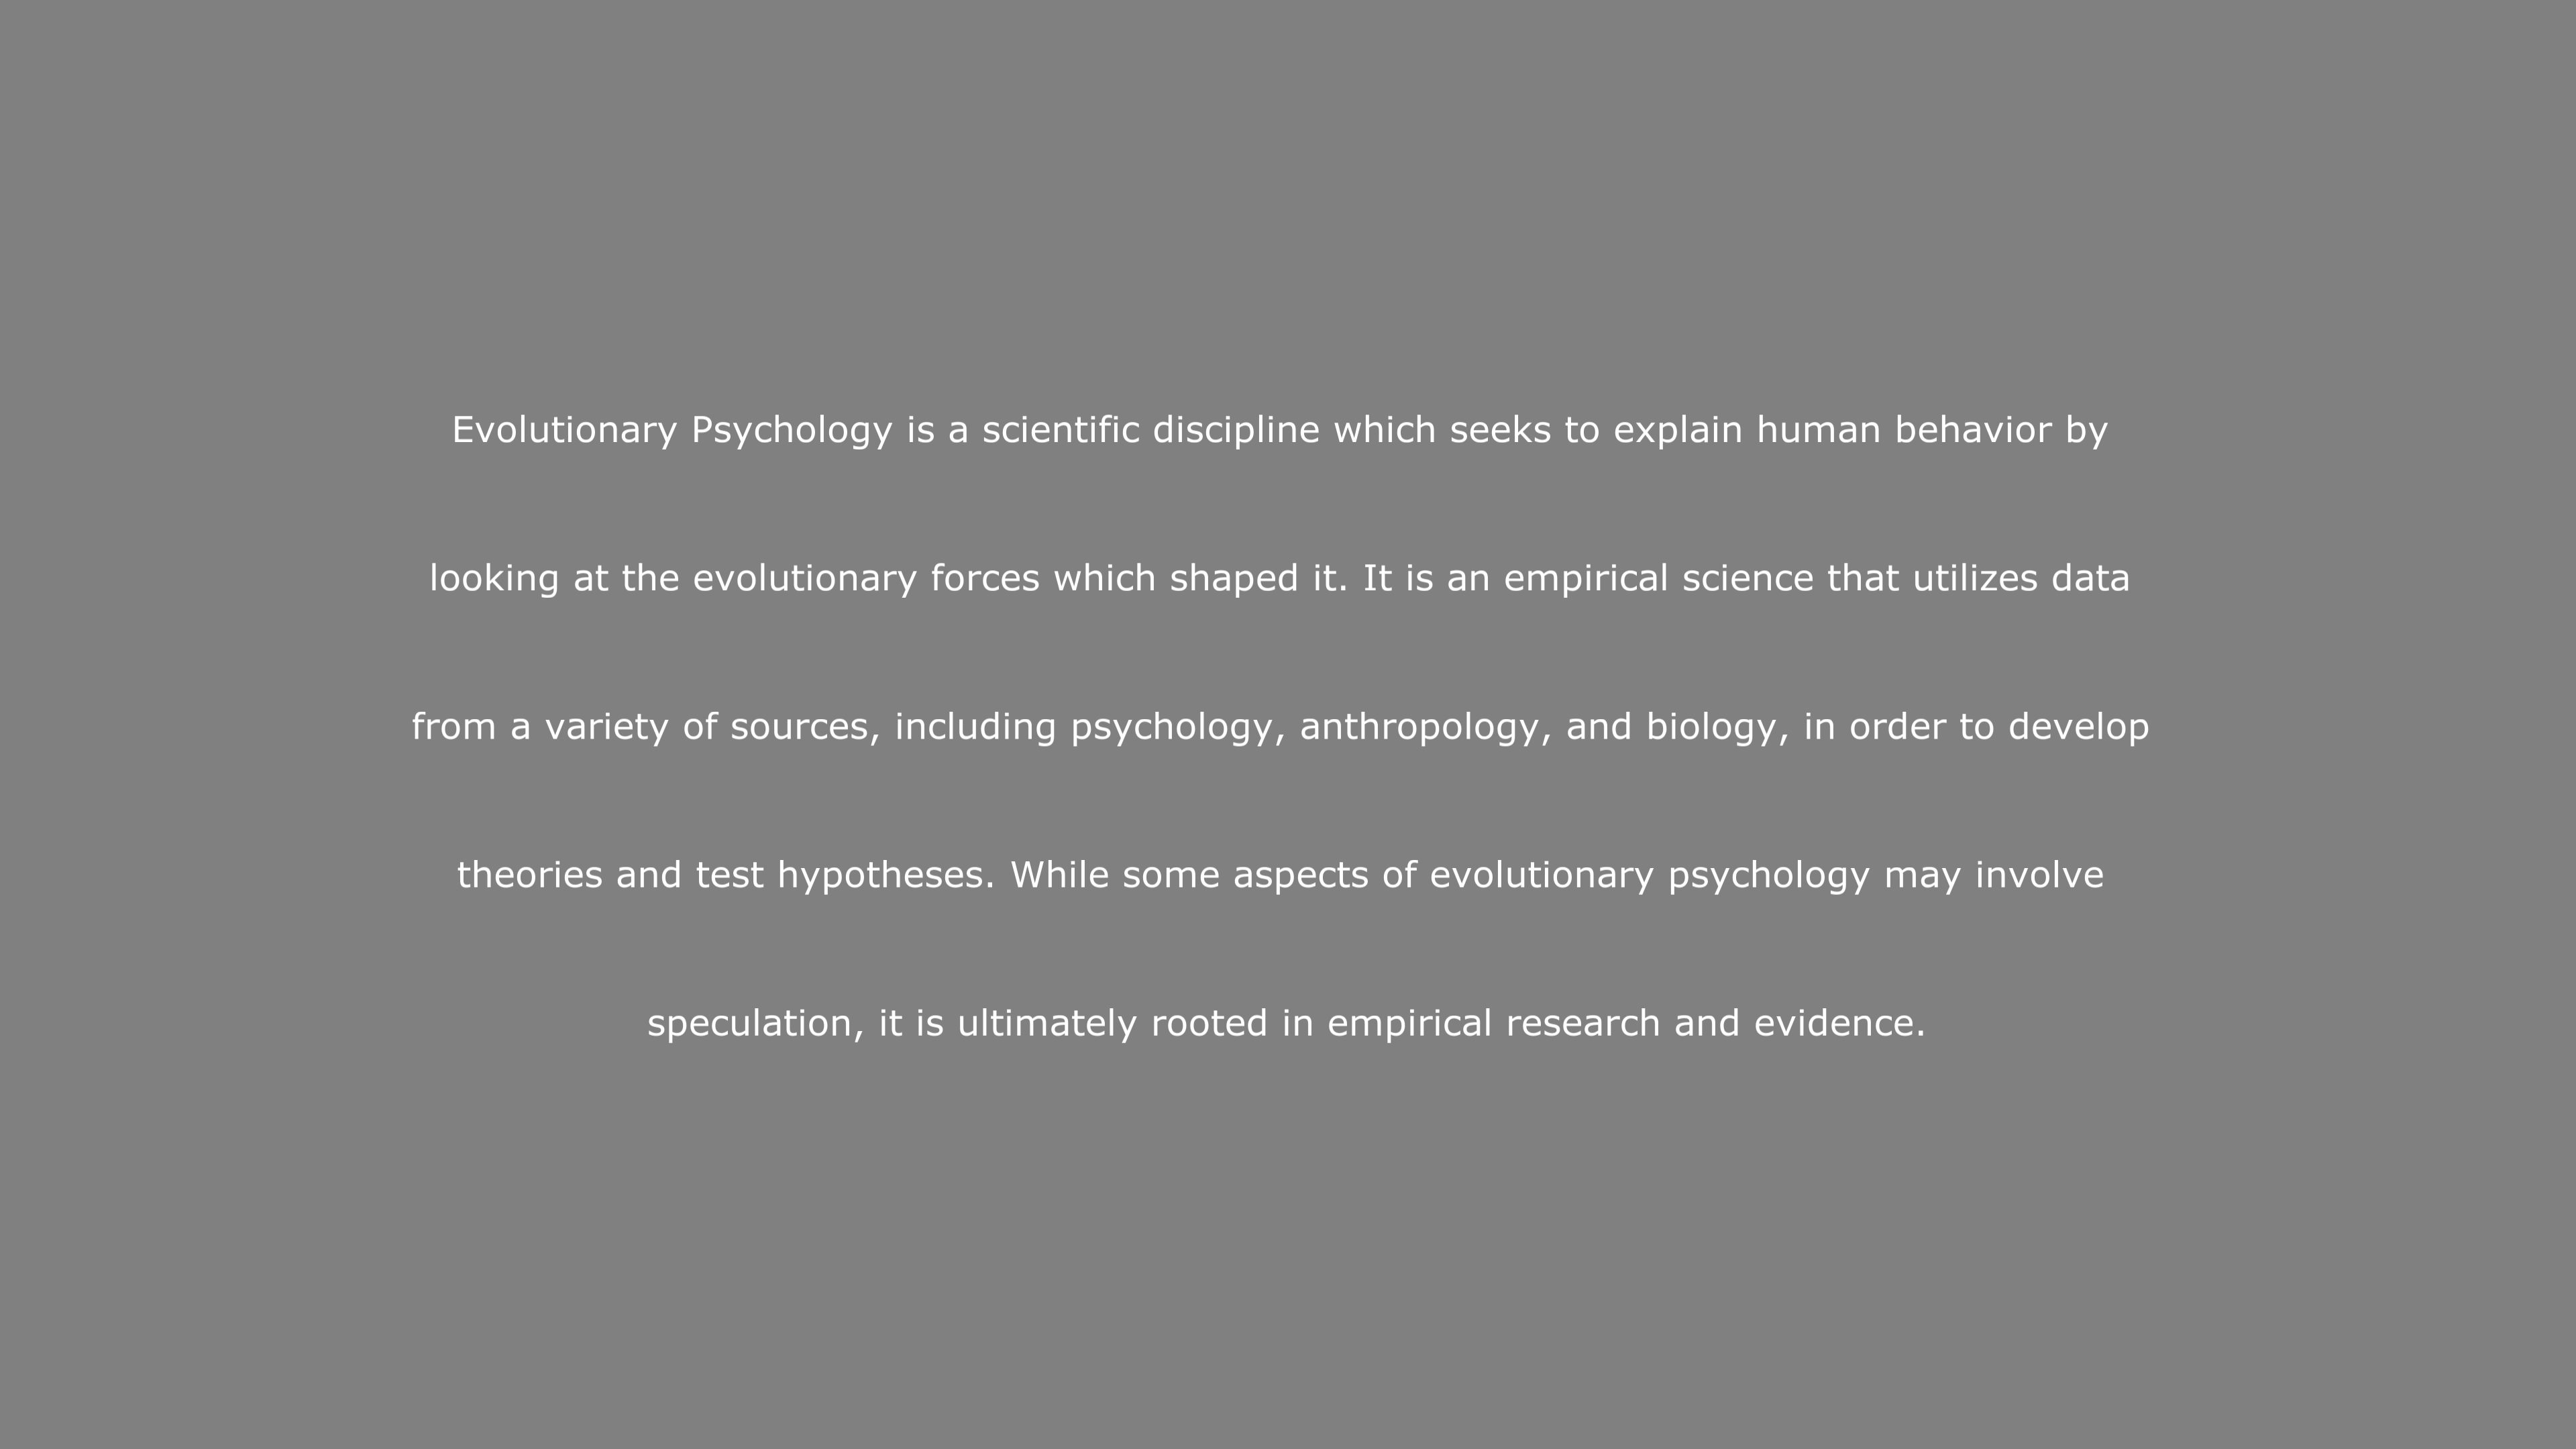 Evolutionary Psychology is a scientific discipline which seeks to explain human behavior by
looking at the evolutionary forces which shaped it. It is an empirical science that utilizes data
from a variety of sources, including psychology, anthropology, and biology, in order to develop
theories and test hypotheses. While some aspects of evolutionary psychology may involve
speculation, it is ultimately rooted in empirical research and evidence.